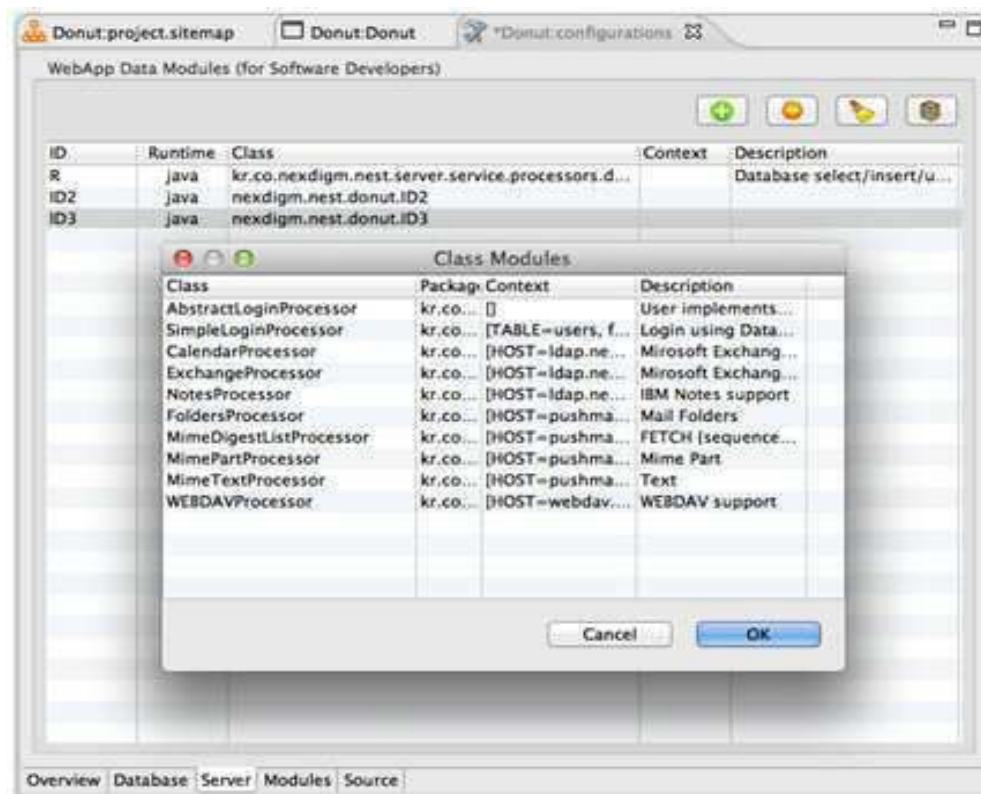 Donut:project.sitemap Donut:Donut *Donut:configurations
WebApp Data Modules (for Software Developers)
ID Runtime Class Context Description
R java kr.co.nexdigm.nest.server.service.processors.d... Database select/insert/u...
ID2 java nexdigm.nest.donut.ID2
ID3 java nexdigm.nest.donut.ID3
Class Modules
Class Packag Context Description
AbstractLoginProcessor kr.co... [] User implements...
SimpleLoginProcessor kr.co... [TABLE=users, f... Login using Data...
CalendarProcessor kr.co... [HOST=ldap.ne... Mirosoft Exchang...
ExchangeProcessor kr.co... [HOST=ldap.ne... Mirosoft Exchang...
NotesProcessor kr.co... [HOST=ldap.ne... IBM Notes support
FoldersProcessor kr.co... [HOST=pushma... Mail Folders
MimeDigestListProcessor kr.co... [HOST=pushma... FETCH (sequence...
MimePartProcessor kr.co... [HOST=pushma... Mime Part
MimeTextProcessor kr.co... [HOST=pushma... Text
WEBDAVProcessor kr.co... [HOST=webdav.... WEBDAV support
Cancel OK
Overview Database Server Modules Source